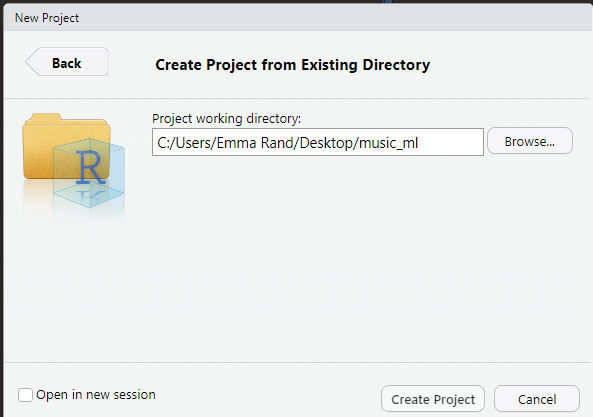 New Project
Back
Create Project from Existing Directory
Project working directory:
C:/Users/Emma Rand/Desktop/music_ml
Browse...
R
Open in new session
Create Project
Cancel